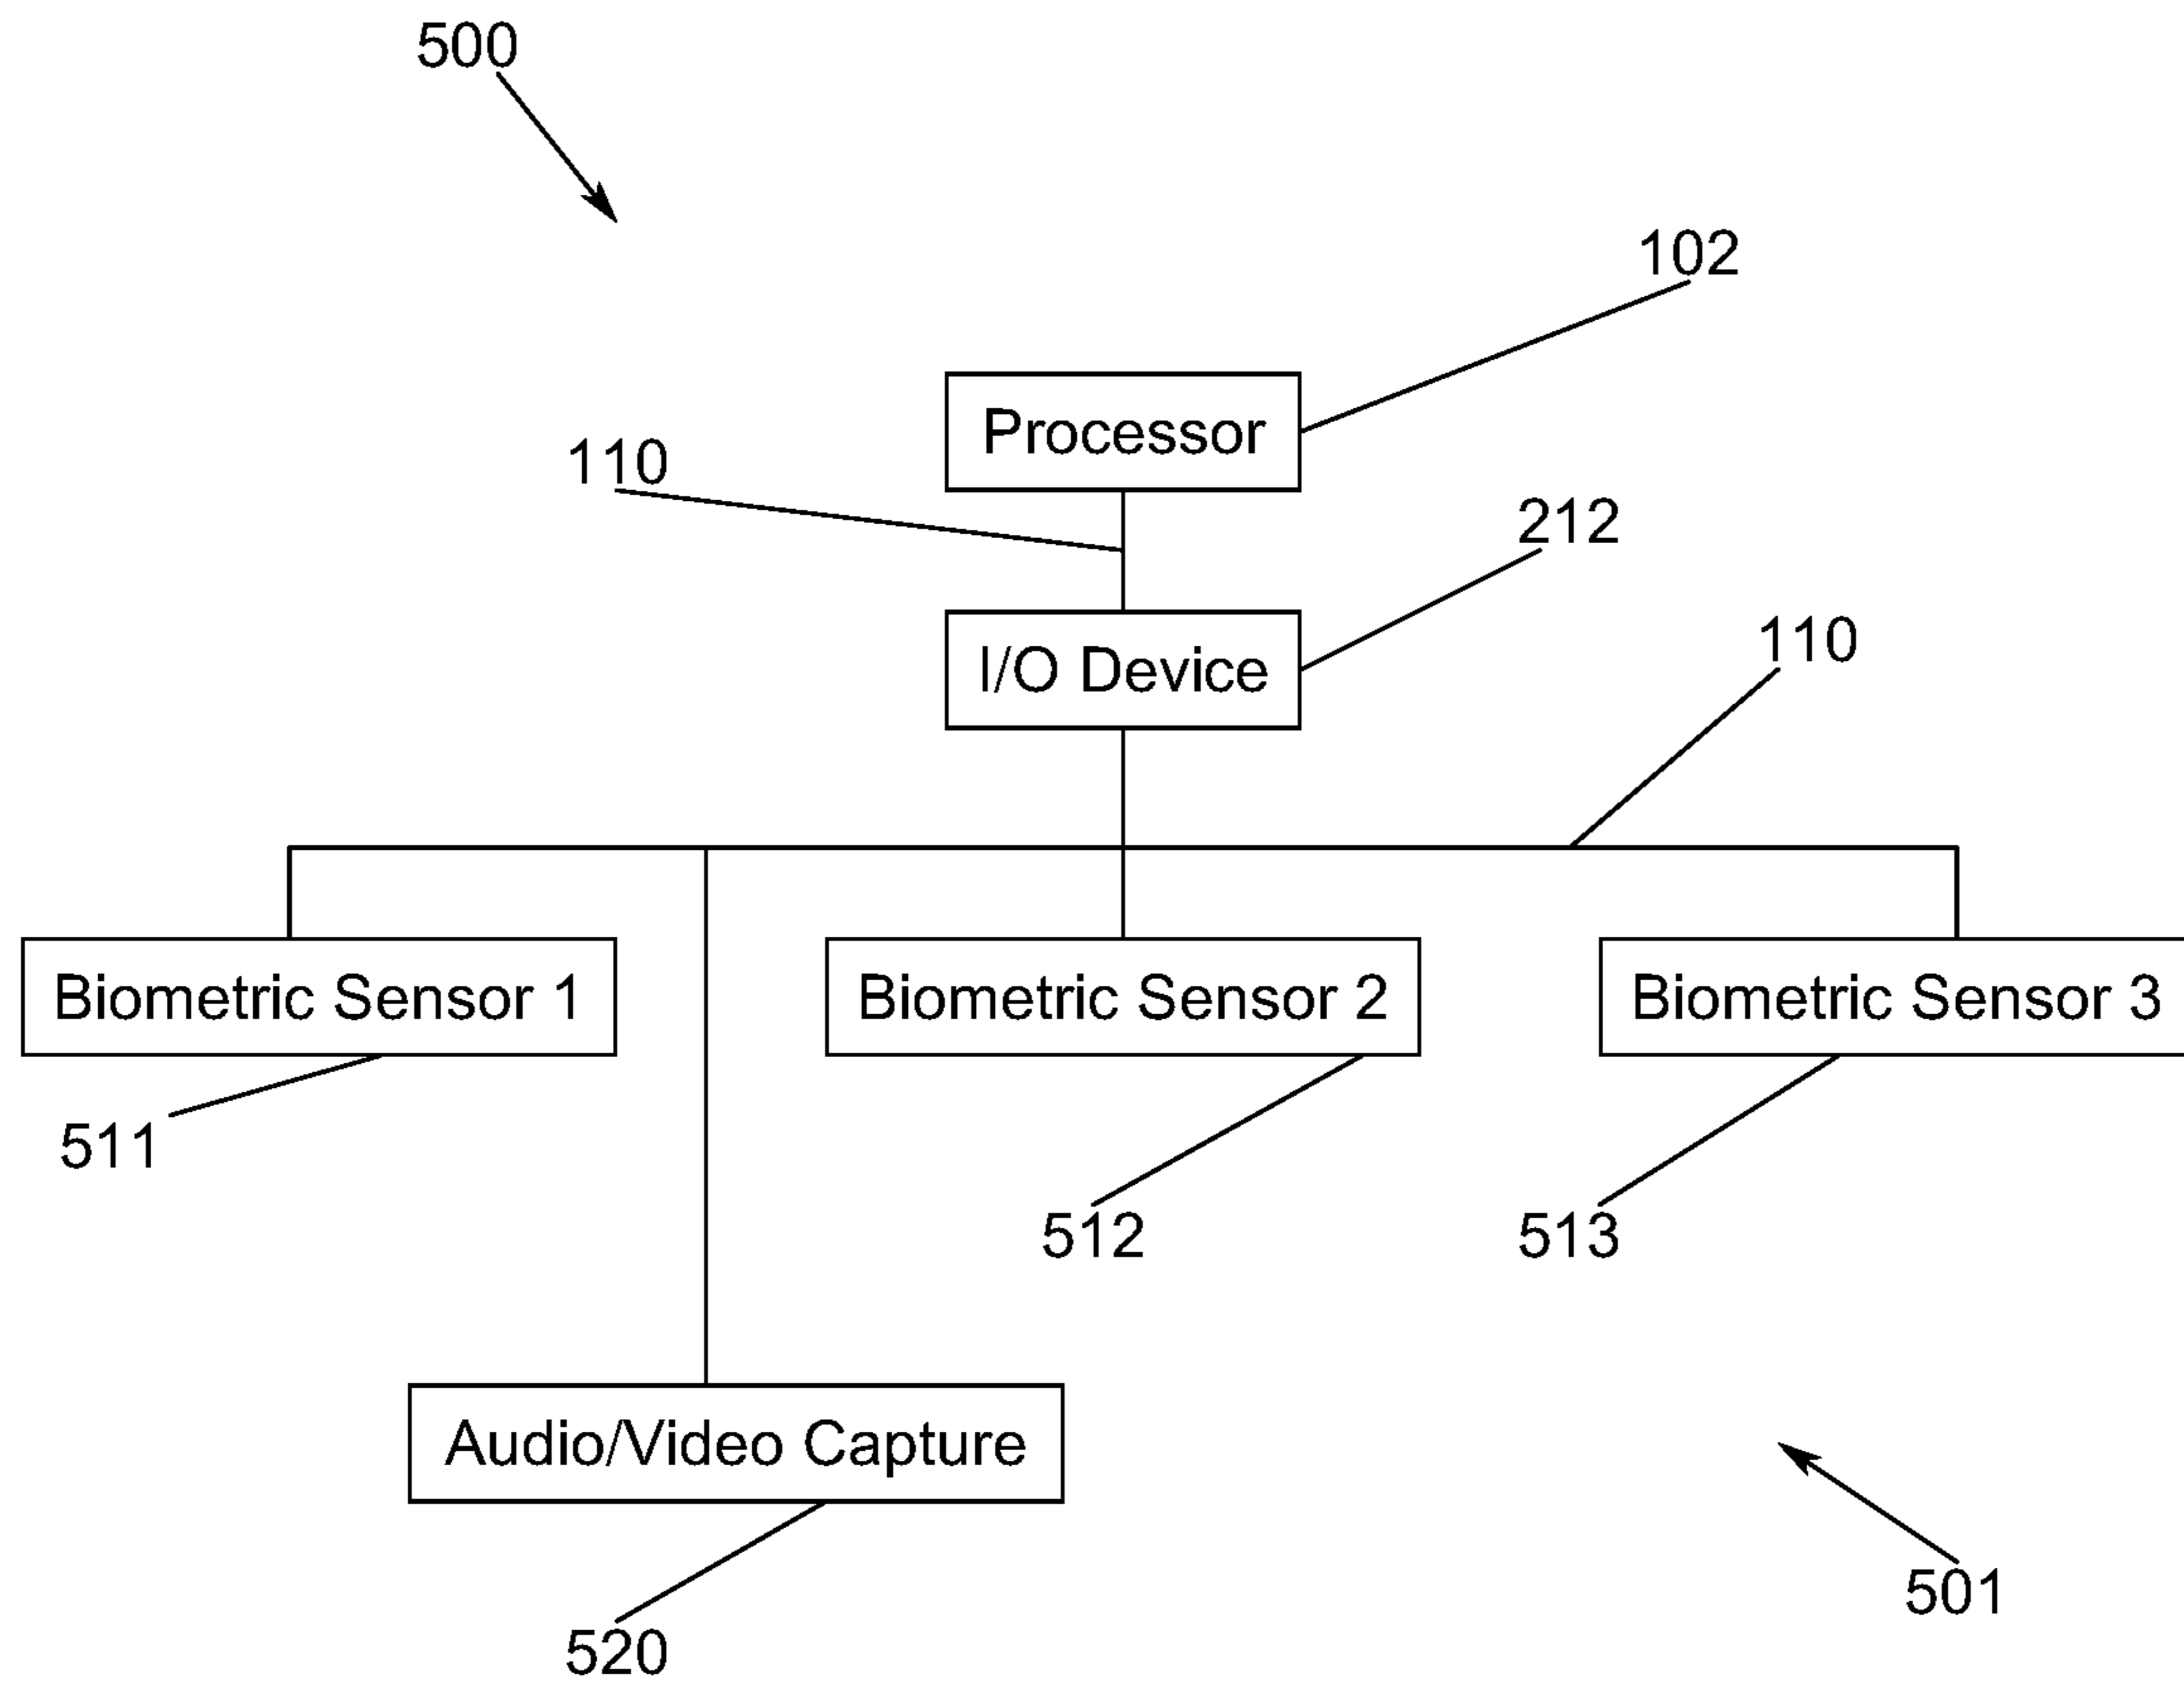 500
102
Processor
110
212
I/O Device
110
Biometric Sensor 1
Biometric Sensor 2
Biometric Sensor 3
511
512
513
Audio/Video Capture
501
520